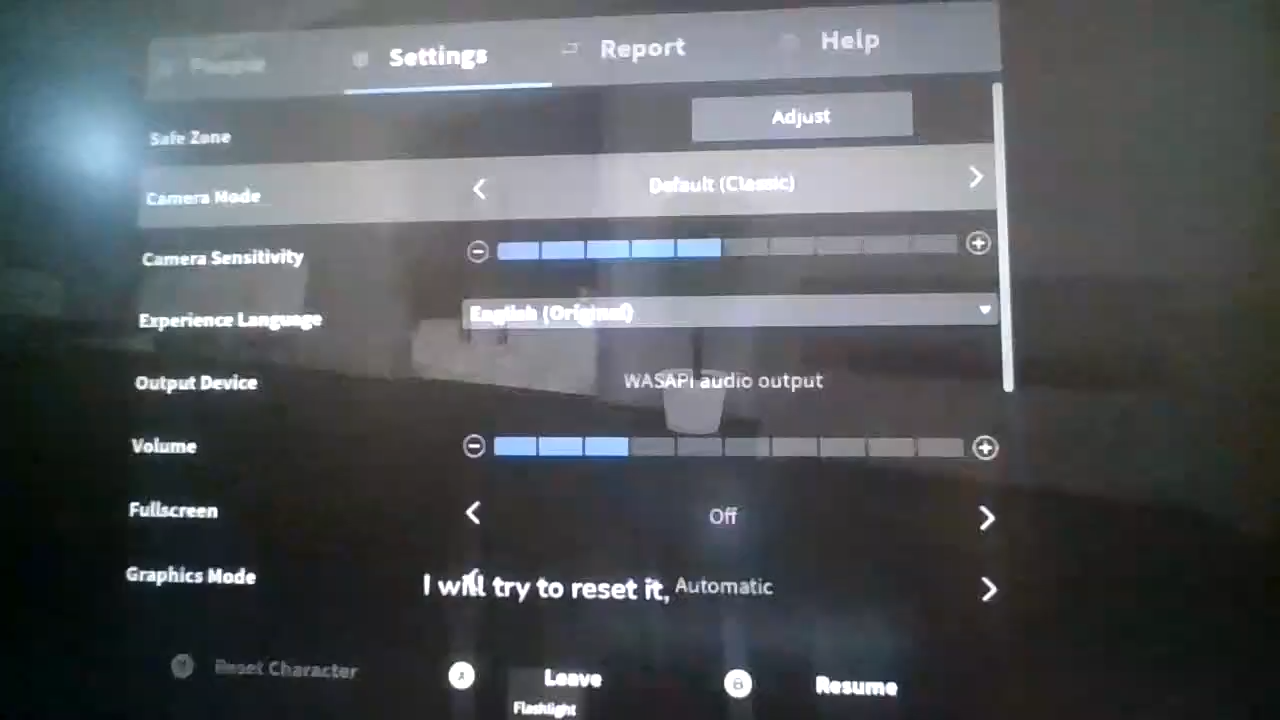 People
Settings
Report
Help
Safe Zone
Adjust
Camera Mode
Default (Classic)
Camera Sensitivity
Experience Language
English (Original)
Output Device
WASAPI audio output
Volume
Fullscreen
Off
Graphics Mode
Automatic
I will try to reset it,
Reset Character
A
Leave
B
Resume
Flashlight